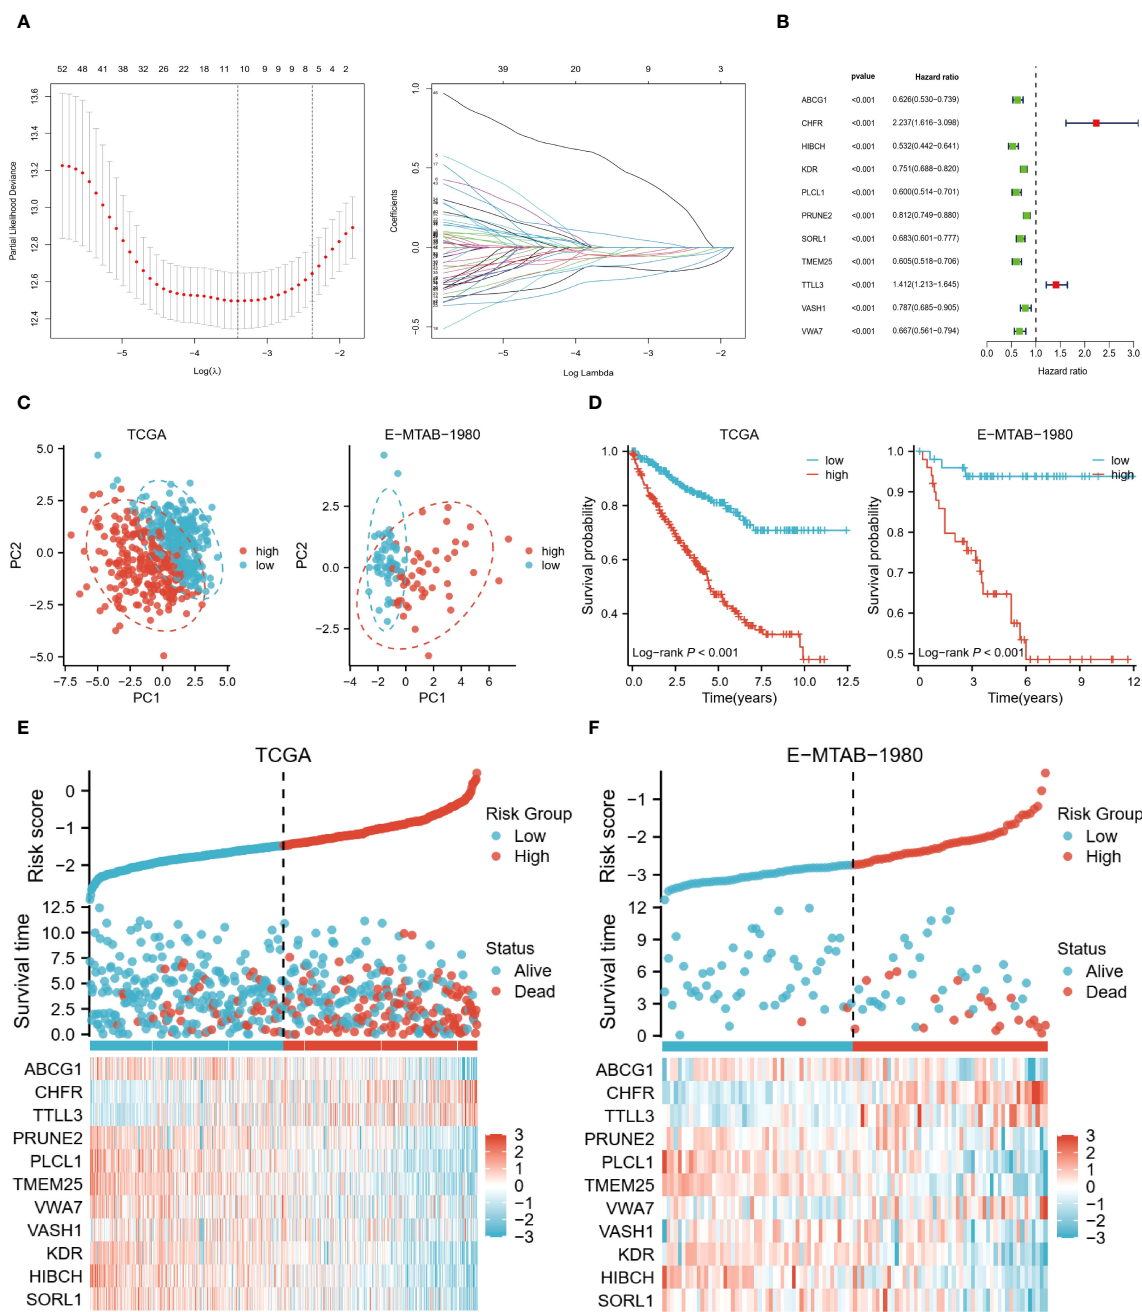 A
52 48 41 38 32 26 22 18 11 10 9 9 9 8 5 4 2
13.6
13.4
13.2
13.0
12.8
12.6
12.4
Partial Likelihood Deviance
−5 −4 −3 −2
Log(λ)
39 20 9 3
1.0
0.5
0.0
−0.5
Coefficients
−5 −4 −3 −2 −1
Log Lambda
B
pvalue Hazard ratio
ABCG1 <0.001 0.626(0.530−0.739)
CHFR <0.001 2.237(1.616−3.098)
HIBCH <0.001 0.532(0.442−0.641)
KDR <0.001 0.751(0.688−0.820)
PLCL1 <0.001 0.600(0.514−0.701)
PRUNE2 <0.001 0.812(0.749−0.880)
SORL1 <0.001 0.683(0.601−0.777)
TMEM25 <0.001 0.605(0.518−0.706)
TTLL3 <0.001 1.412(1.213−1.645)
VASH1 <0.001 0.787(0.685−0.905)
VWA7 <0.001 0.667(0.561−0.794)
0.0 0.5 1.0 1.5 2.0 2.5 3.0
Hazard ratio
C
TCGA
5.0
2.5
0.0
−2.5
−5.0
PC2
high
low
−7.5 −5.0 −2.5 0.0 2.5 5.0
PC1
E−MTAB−1980
2.5
0.0
−2.5
PC2
high
low
−4 −2 0 2 4 6
PC1
D
TCGA
1.0
0.8
0.6
0.4
Survival probability
low
high
Log−rank P < 0.001
0.0 2.5 5.0 7.5 10.0 12.5
Time(years)
E−MTAB−1980
1.0
0.9
0.8
0.7
0.6
0.5
Survival probability
low
high
Log−rank P < 0.001
0 3 6 9 12
Time(years)
E
TCGA
0
−1
−2
Risk score
Risk Group
Low
High
12.5
10.0
7.5
5.0
2.5
0.0
Survival time
Status
Alive
Dead
ABCG1
CHFR
TTLL3
PRUNE2
PLCL1
TMEM25
VWA7
VASH1
KDR
HIBCH
SORL1
3
2
1
0
−1
−2
−3
F
E−MTAB−1980
−1
−2
−3
Risk score
Risk Group
Low
High
12
9
6
3
0
Survival time
Status
Alive
Dead
ABCG1
CHFR
TTLL3
PRUNE2
PLCL1
TMEM25
VWA7
VASH1
KDR
HIBCH
SORL1
3
2
1
0
−1
−2
−3